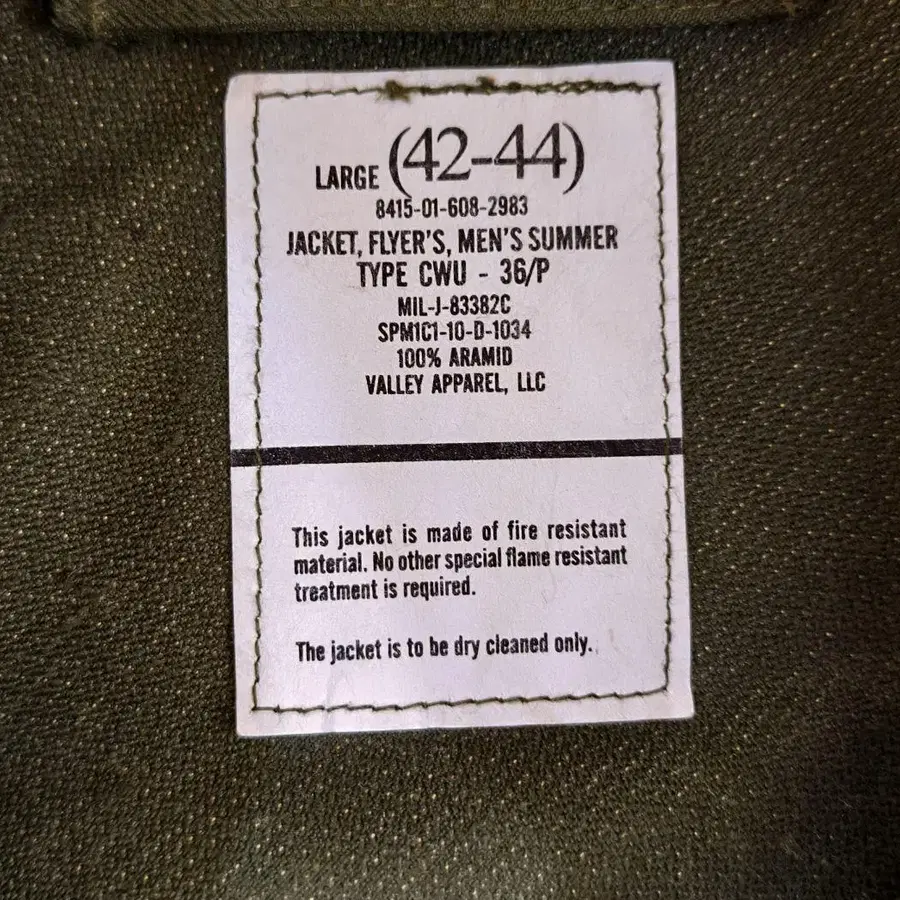 LARGE (42-44)
8415-01-608-2983
JACKET, FLYER'S, MEN'S SUMMER
TYPE CWU - 36/P
MIL-J-83382C
SPM1C1-10-D-1034
100% ARAMID
VALLEY APPAREL, LLC
This jacket is made of fire resistant
material. No other special flame resistant
treatment is required.
The jacket is to be dry cleaned only.